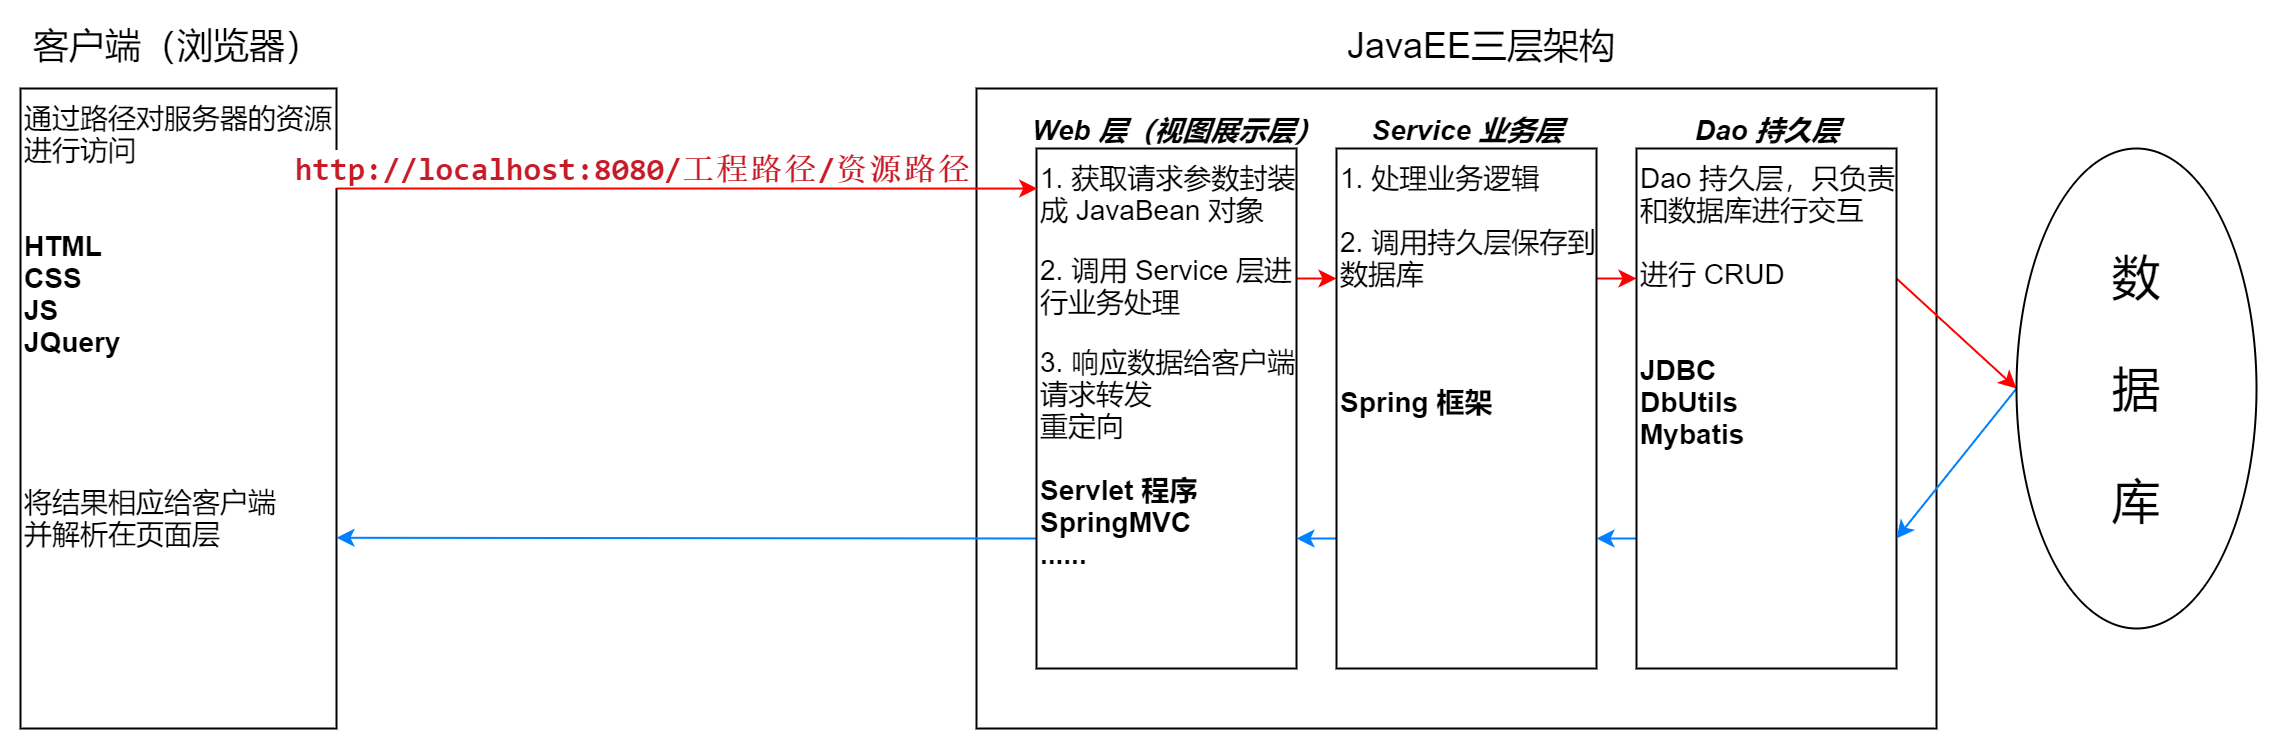 客户端（浏览器）
JavaEE三层架构
通过路径对服务器的资源
进行访问
HTML
CSS
JS
JQuery
将结果相应给客户端
并解析在页面层
http://localhost:8080/工程路径/资源路径
Web 层（视图展示层）
1. 获取请求参数封装
成 JavaBean 对象
2. 调用 Service 层进
行业务处理
3. 响应数据给客户端
请求转发
重定向
Servlet 程序
SpringMVC
......
Service 业务层
1. 处理业务逻辑
2. 调用持久层保存到
数据库
Spring 框架
Dao 持久层
Dao 持久层，只负责
和数据库进行交互
进行 CRUD
JDBC
DbUtils
Mybatis
数
据
库